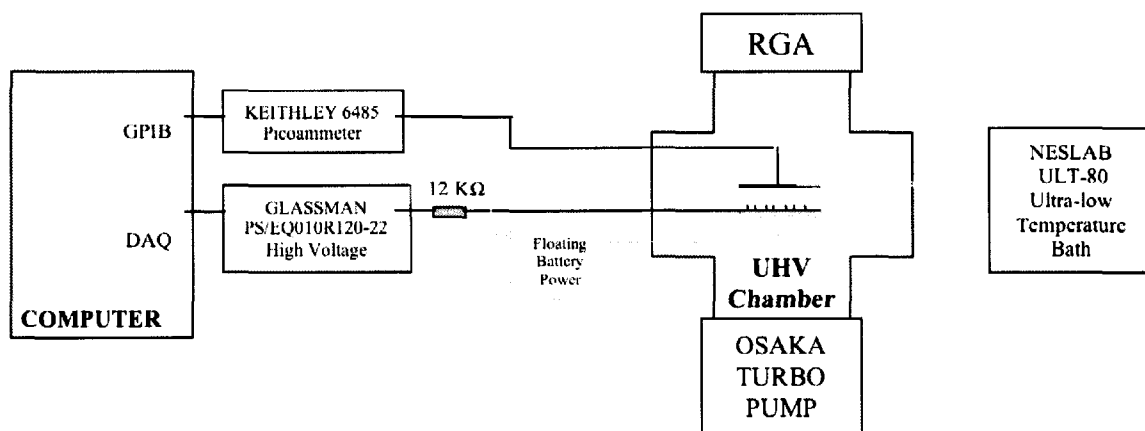 RGA
KEITHLEY 6485
Picoammeter
GPIB
12 KΩ
GLASSMAN
PS/EQ010R120-22
High Voltage
DAQ
COMPUTER
Floating
Battery
Power
UHV
Chamber
OSAKA
TURBO
PUMP
NESLAB
ULT-80
Ultra-low
Temperature
Bath